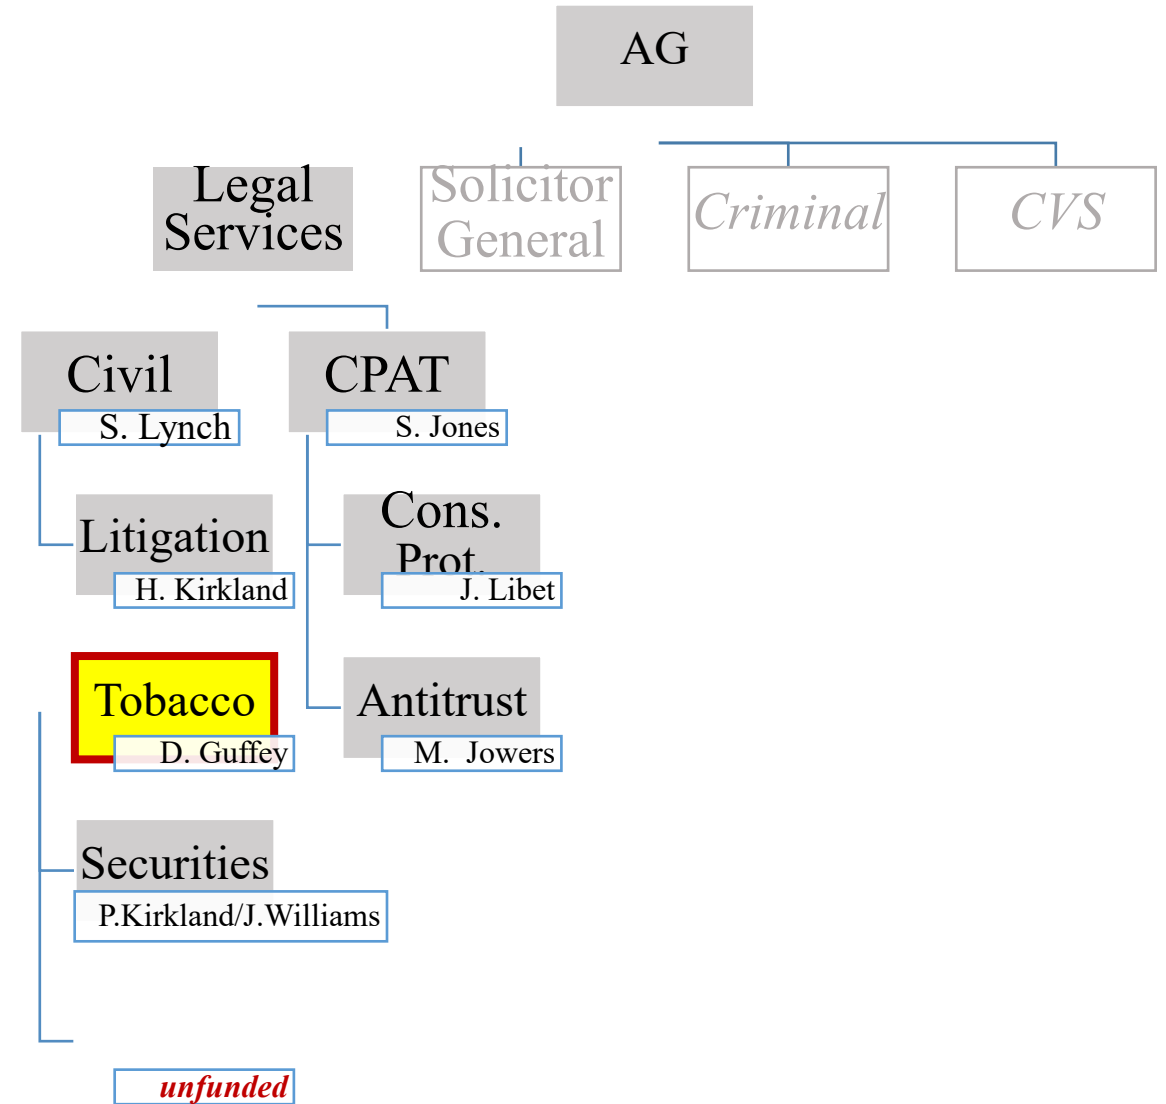 AG
Legal
Services
Solicitor
General
Criminal
CVS
Civil
S. Lynch
CPAT
S. Jones
Litigation
H. Kirkland
Cons.
Prot.
J. Libet
Tobacco
D. Guffey
Antitrust
M. Jowers
Securities
P.Kirkland/J.Williams
unfunded